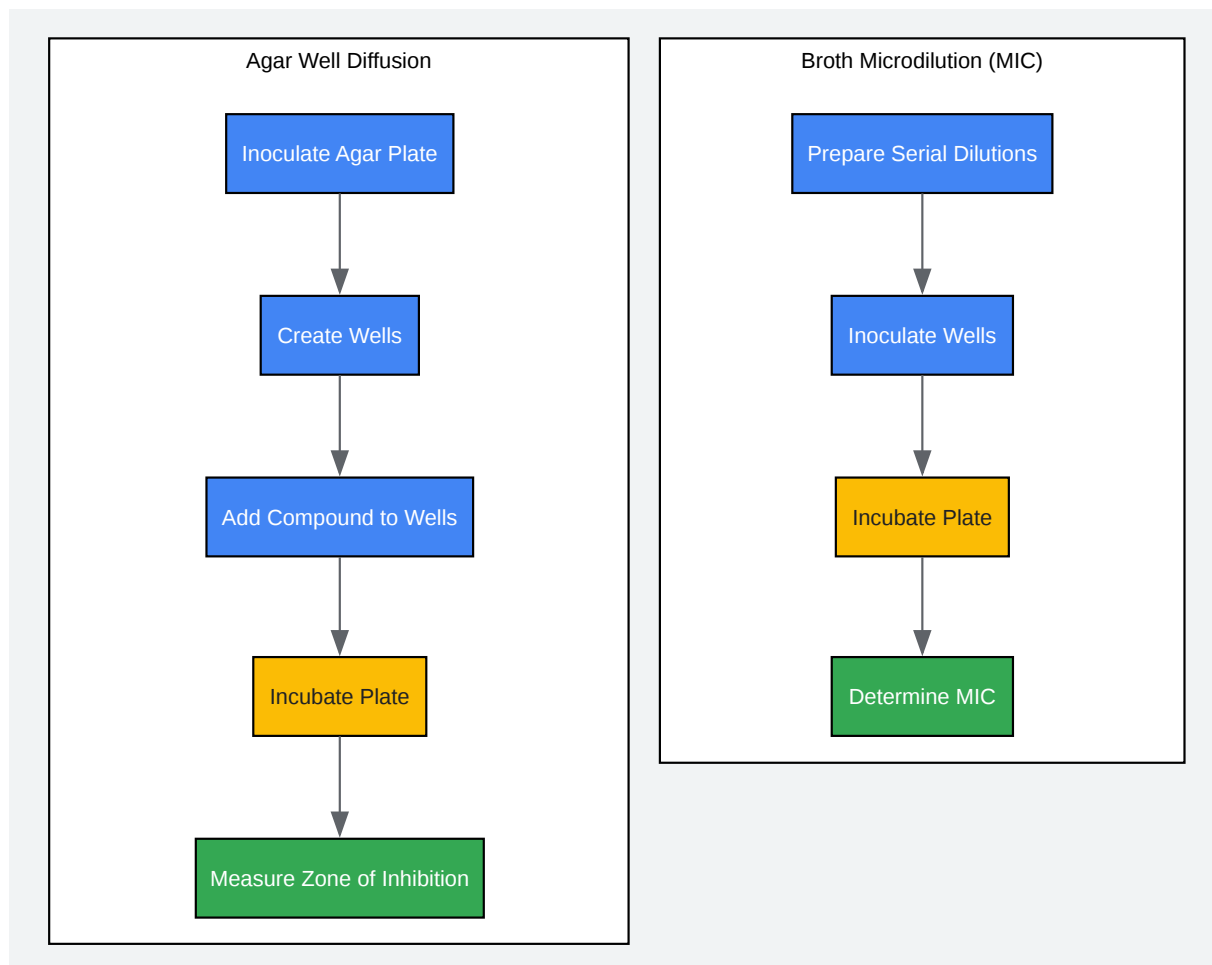 Agar Well Diffusion
Inoculate Agar Plate
Create Wells
Add Compound to Wells
Incubate Plate
Measure Zone of Inhibition
Broth Microdilution (MIC)
Prepare Serial Dilutions
Inoculate Wells
Incubate Plate
Determine MIC